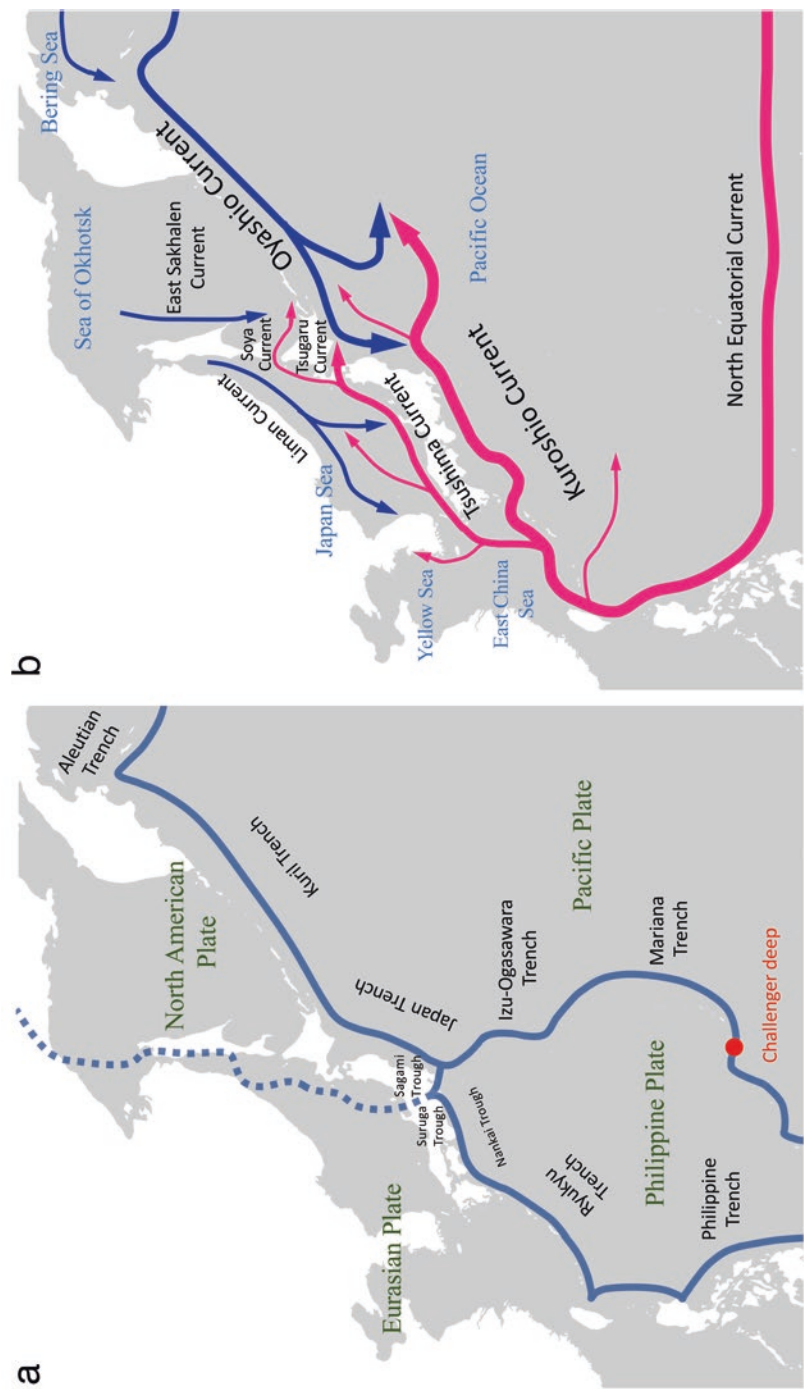 a
Aleutian
Trench
North American
Plate
Kuril Trench
Japan Trench
Sagami
Trough
Suruga
Trough
Eurasian Plate
Nankai Trough
Izu-Ogasawara
Trench
Pacific Plate
Ryukyu
Trench
Mariana
Trench
Philippine Plate
Philippine
Trench
Challenger deep
b
Bering Sea
Sea of Okhotsk
Oyashio Current
East Sakhalen
Current
Soya
Current
Tsugaru
Current
Liman Current
Japan Sea
Tsushima Current
Pacific Ocean
Yellow Sea
Kuroshio Current
East China
Sea
North Equatorial Current